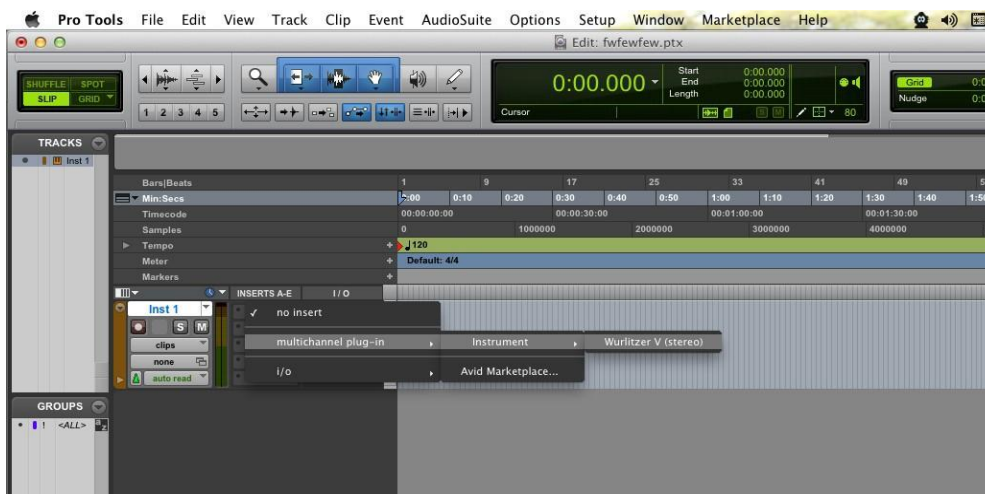 Pro Tools File Edit View Track Clip Event AudioSuite Options Setup Window Marketplace Help
Edit: fwfewfew.ptx
SHUFFLE SPOT
SLIP GRID
1 2 3 4 5
0:00.000
Start 0:00.000
End 0:00.000
Length 0:00.000
Cursor
S M
80
Grid
Nudge
TRACKS
Inst 1
Bars|Beats 1 9 17 25 33 41 49
Min:Secs 0:00 0:10 0:20 0:30 0:40 0:50 1:00 1:10 1:20 1:30 1:40
Timecode 00:00:00:00 00:00:30:00 00:01:00:00 00:01:30:00
Samples 0 1000000 2000000 3000000 4000000
Tempo 120
Meter Default: 4/4
Markers
INSERTS A-E I / O
Inst 1
S M
clips
none
auto read
✓ no insert
multichannel plug-in Instrument Wurlitzer V (stereo)
i/o Avid Marketplace...
GROUPS
! <ALL> a z